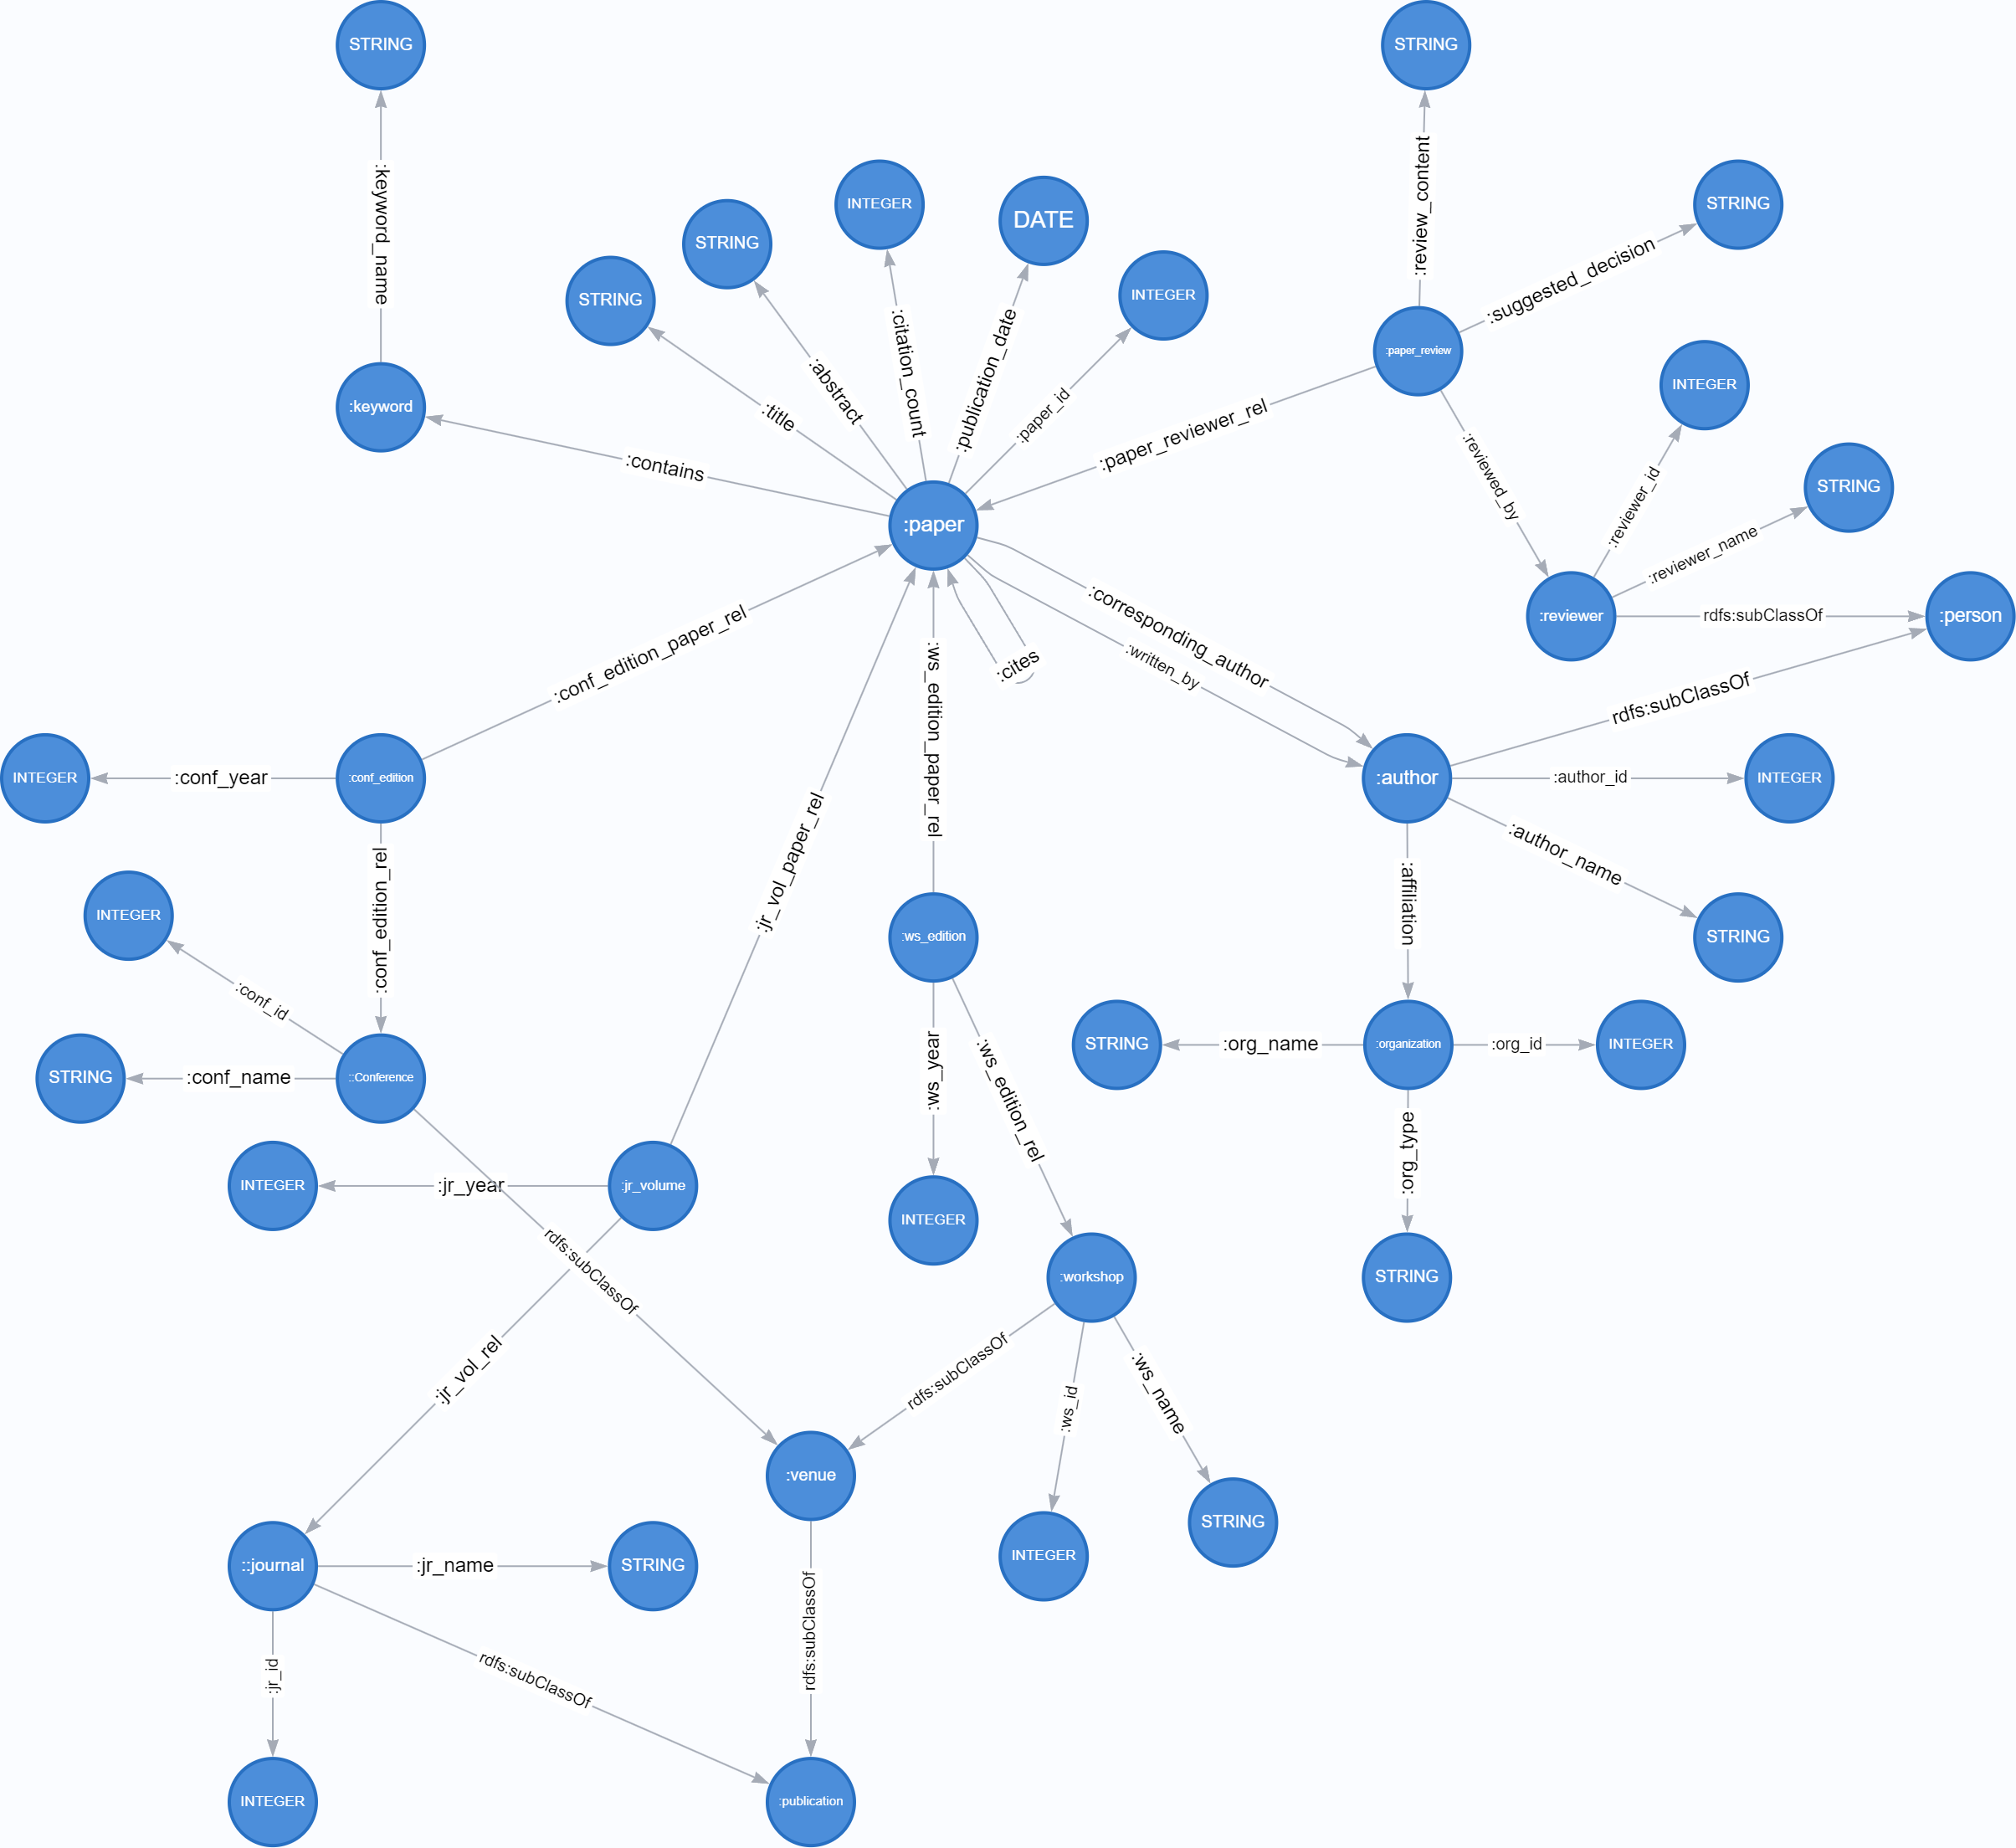 STRING
STRING
:keyword_name
:review_content
INTEGER
DATE
STRING
STRING
STRING
INTEGER
STRING
:citation_count
:publication_date
:abstract
:title
:paper_id
:suggested_decision
:paper_review
INTEGER
:keyword
:contains
:paper_reviewer_rel
:reviewed_by
:reviewer_id
STRING
:paper
:reviewer_name
:reviewer
rdfs:subClassOf
:person
:conf_edition_paper_rel
:ws_edition_paper_rel
:cites
:corresponding_author
:written_by
rdfs:subClassOf
INTEGER
:conf_year
:conf_edition
:author
:author_id
INTEGER
:jr_vol_paper_rel
:author_name
:affiliation
INTEGER
:conf_edition_rel
:ws_edition
STRING
:conf_id
:ws_year
:ws_edition_rel
STRING
:org_name
:organization
:org_id
INTEGER
STRING
:conf_name
::Conference
:org_type
INTEGER
:jr_year
:jr_volume
INTEGER
rdfs:subClassOf
:workshop
STRING
:jr_vol_rel
rdfs:subClassOf
:ws_id
:ws_name
:venue
STRING
INTEGER
::journal
:jr_name
STRING
rdfs:subClassOf
:jr_id
rdfs:subClassOf
INTEGER
:publication